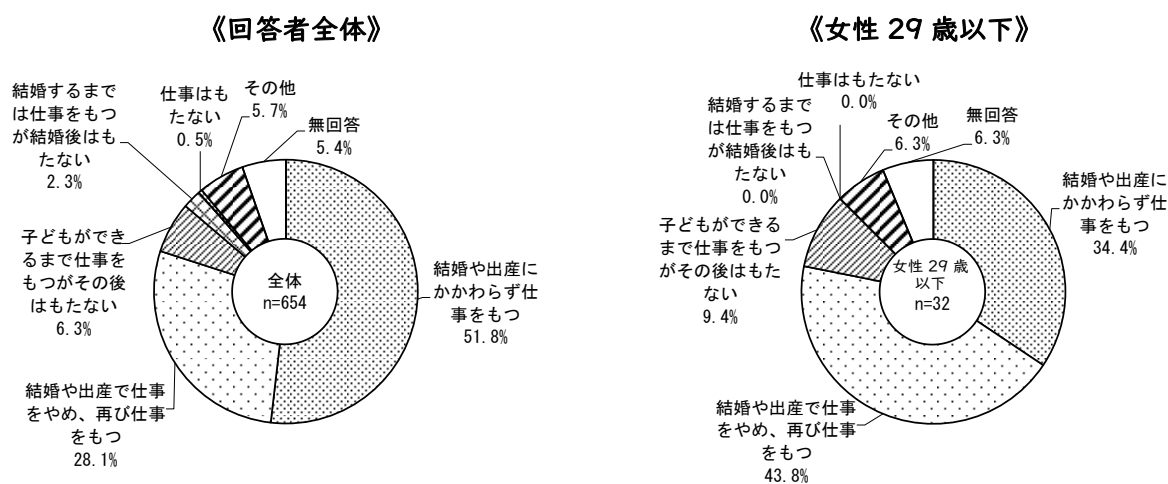 《回答者全体》
結婚するまで
は仕事をもつ
が結婚後はも
たない
2.3%
仕事はも
たない
0.5%
その他
5.7%
無回答
5.4%
子どもができ
るまで仕事を
もつがその後
はもたない
6.3%
全体
n=654
結婚や出産に
かかわらず仕
事をもつ
51.8%
結婚や出産で仕事
をやめ、再び仕事
をもつ
28.1%
《女性 29 歳以下》
仕事はもたない
0.0%
結婚するまで
は仕事をもつ
が結婚後はも
たない
0.0%
その他
6.3%
無回答
6.3%
結婚や出産に
かかわらず仕
事をもつ
34.4%
子どもができる
まで仕事をもつ
がその後はもた
ない
9.4%
女性 29 歳
以下
n=32
結婚や出産で仕事
をやめ、再び仕事
をもつ
43.8%